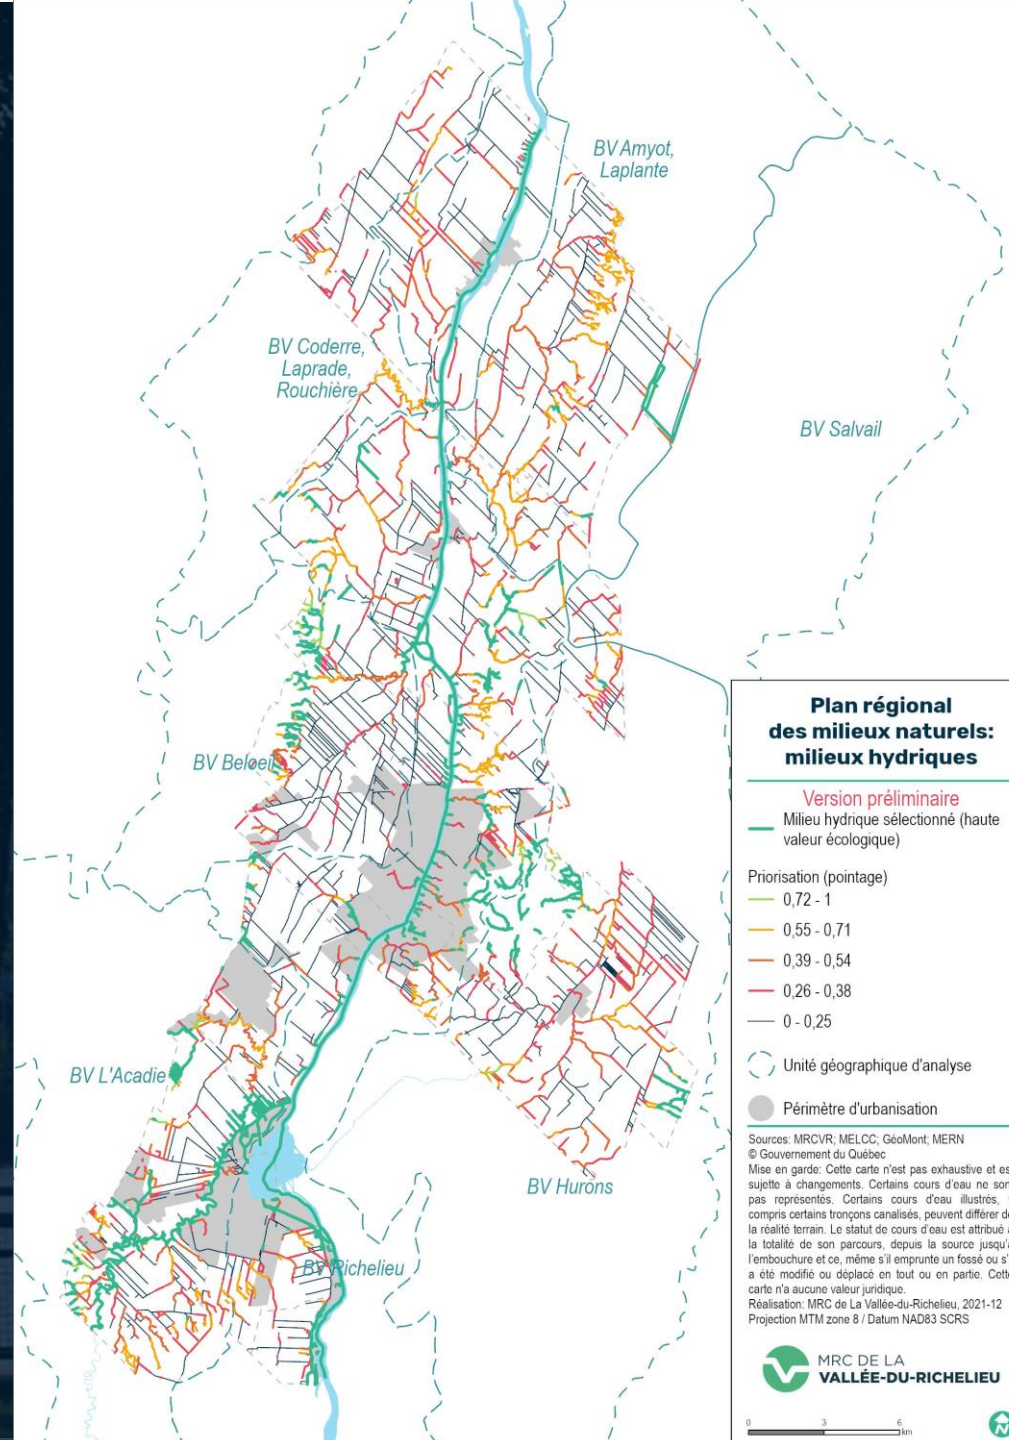 BV Amyot,
Laplante
BV Coderre,
Laprade,
Rouchière
BV Salvail
BV Beloeil
BV L'Acadie
BV Hurons
BV Richelieu
Plan régional
des milieux naturels:
milieux hydriques
Version préliminaire
Milieu hydrique sélectionné (haute
valeur écologique)
Priorisation (pointage)
0,72 - 1
0,55 - 0,71
0,39 - 0,54
0,26 - 0,38
0 - 0,25
Unité géographique d'analyse
Périmètre d'urbanisation
Sources: MRCVR; MELCC; GéoMont; MERN
© Gouvernement du Québec
Mise en garde: Cette carte n'est pas exhaustive et es
sujette à changements. Certains cours d'eau ne son
pas représentés. Certains cours d'eau illustrés,
compris certains tronçons canalisés, peuvent différer d
la réalité terrain. Le statut de cours d'eau est attribué
la totalité de son parcours, depuis la source jusqu'
l'embouchure et ce, même s'il emprunte un fossé ou s'
a été modifié ou déplacé en tout ou en partie. Cett
carte n'a aucune valeur juridique.
Réalisation: MRC de La Vallée-du-Richelieu, 2021-12
Projection MTM zone 8 / Datum NAD83 SCRS
MRC DE LA
VALLÉE-DU-RICHELIEU
0 3 6
km
N